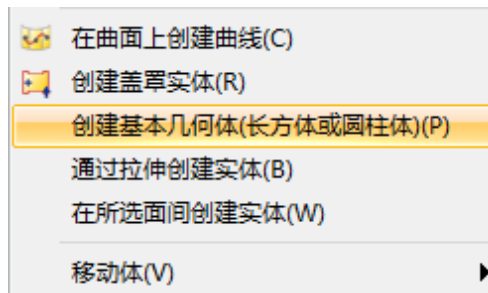 在曲面上创建曲线(C)
创建盖罩实体(R)
创建基本几何体(长方体或圆柱体)(P)
通过拉伸创建实体(B)
在所选面间创建实体(W)
移动体(V)